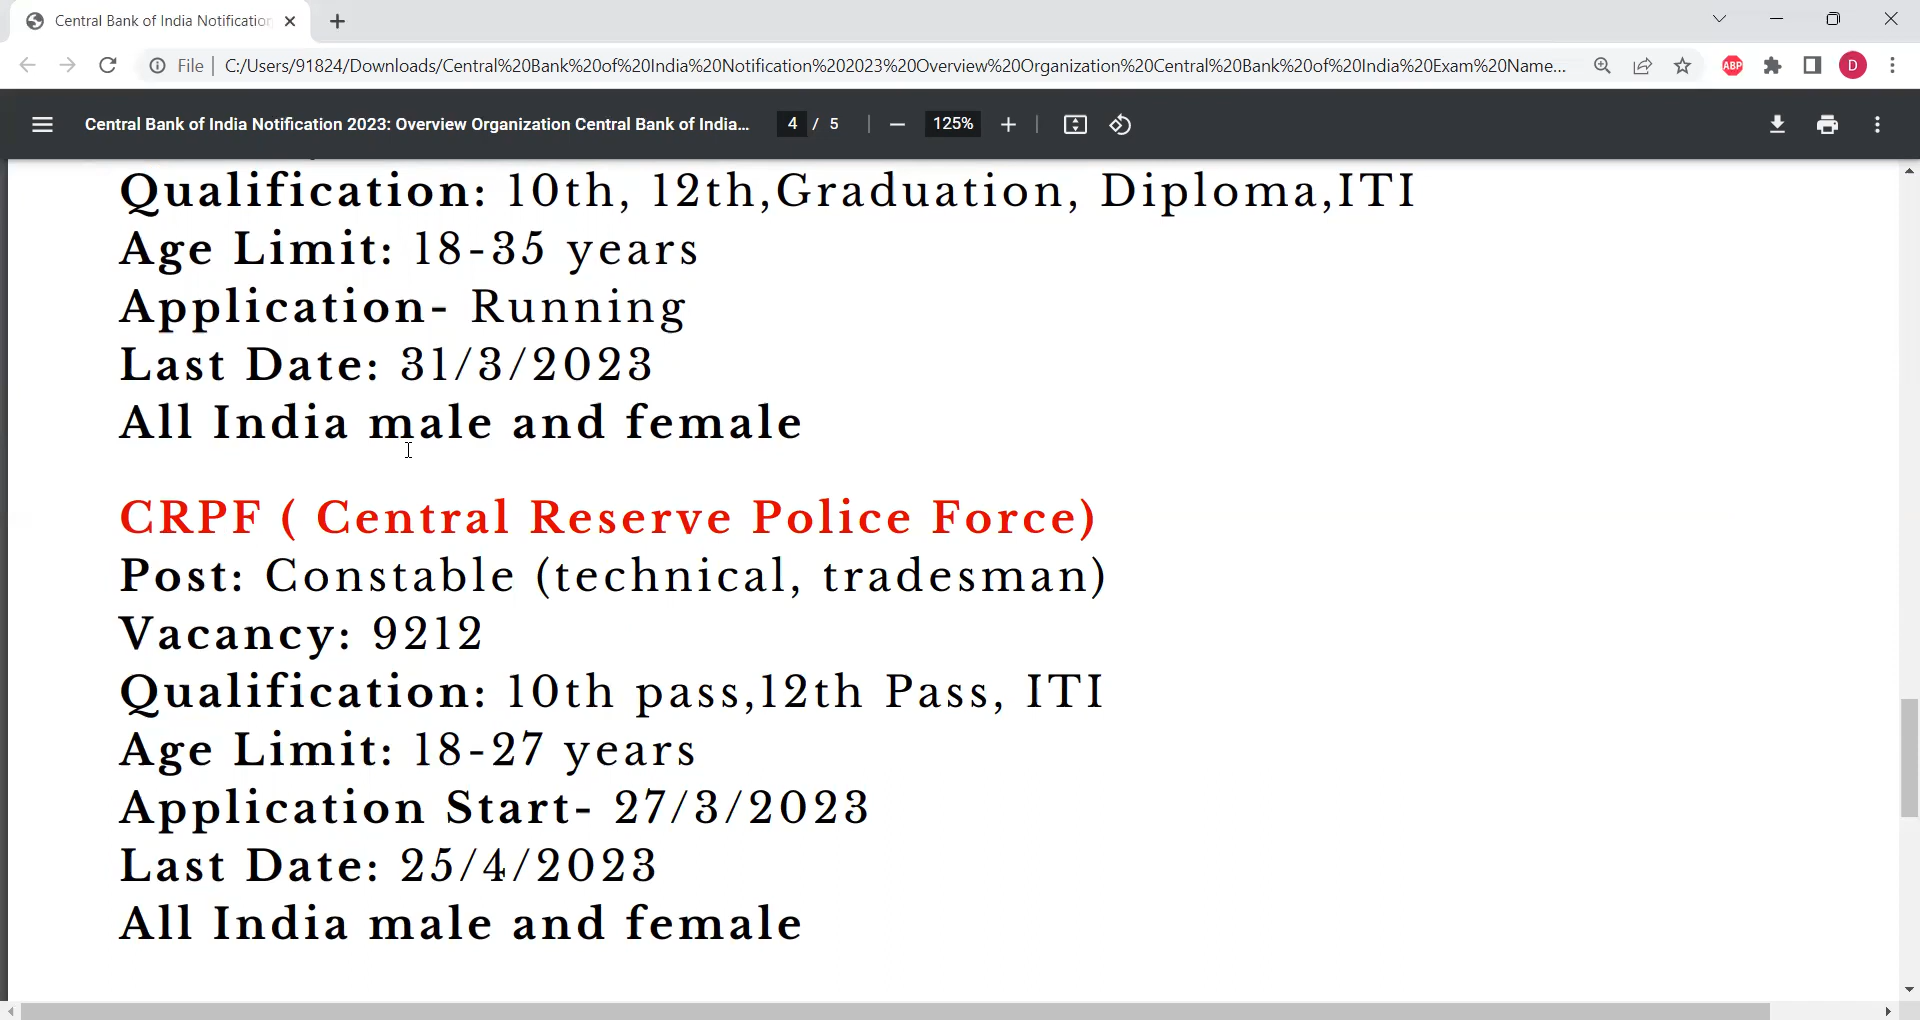 Central Bank of India Notification
File
C:/Users/91824/Downloads/Central%20Bank%20of%20India%20Notification%202023%20Overview%20Organization%20Central%20Bank%20of%20India%20Exam%20Name...
ABP
D
Central Bank of India Notification 2023: Overview Organization Central Bank of India...
4 / 5
125%
Qualification: 10th, 12th,Graduation, Diploma,ITI
Age Limit: 18-35 years
Application- Running
Last Date: 31/3/2023
All India male and female
CRPF ( Central Reserve Police Force)
Post: Constable (technical, tradesman)
Vacancy: 9212
Qualification: 10th pass,12th Pass, ITI
Age Limit: 18-27 years
Application Start- 27/3/2023
Last Date: 25/4/2023
All India male and female